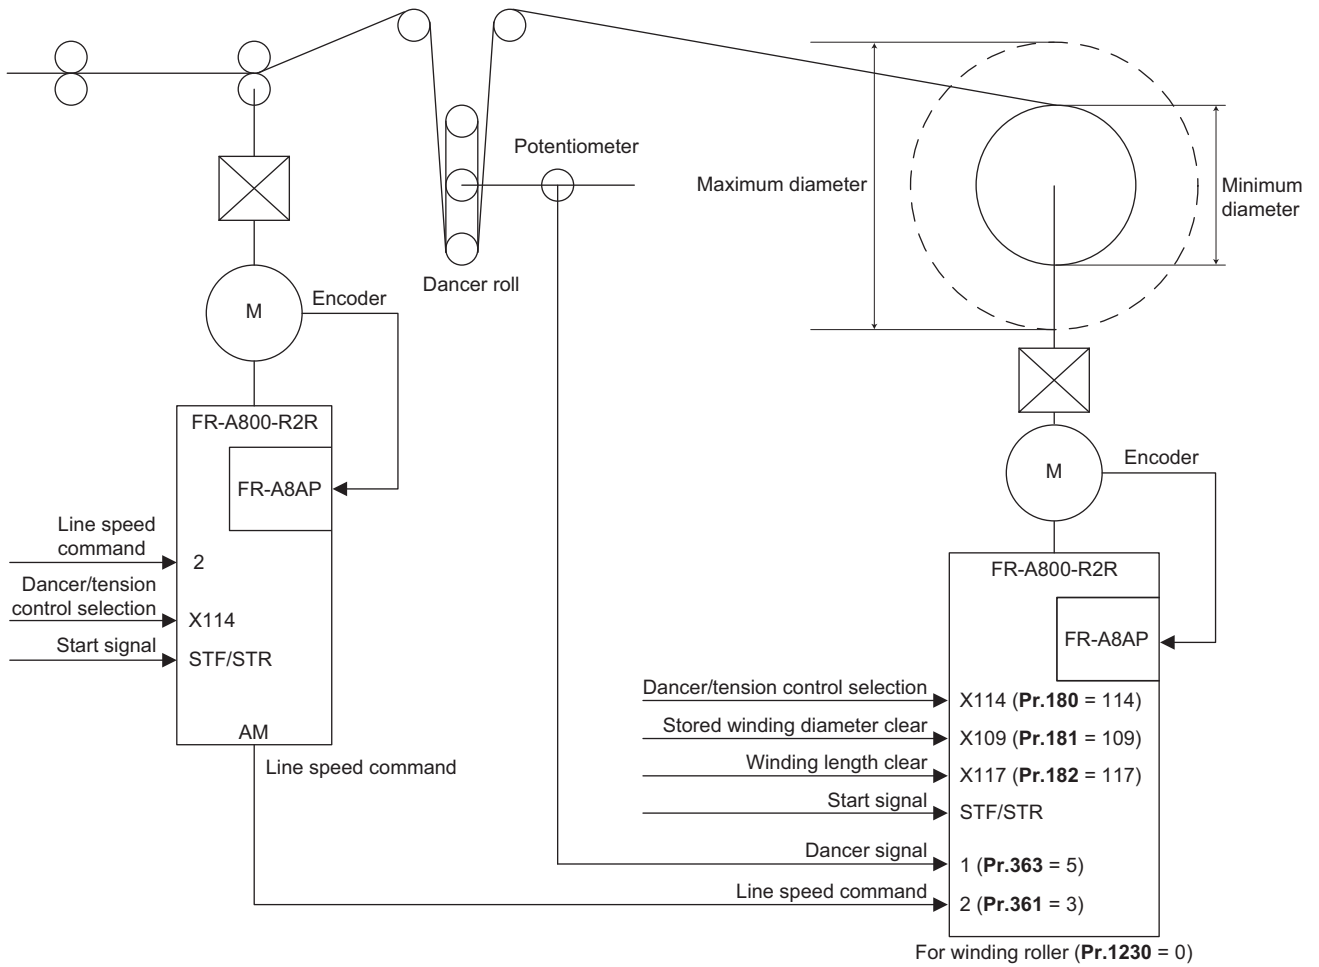 Potentiometer
Maximum diameter
Minimum
diameter
Dancer roll
M
Encoder
FR-A800-R2R
FR-A8AP
Line speed
command
2
Dancer/tension
control selection
X114
Start signal
STF/STR
AM
Line speed command
M
Encoder
FR-A800-R2R
FR-A8AP
Dancer/tension control selection
X114 (Pr.180 = 114)
Stored winding diameter clear
X109 (Pr.181 = 109)
Winding length clear
X117 (Pr.182 = 117)
Start signal
STF/STR
Dancer signal
1 (Pr.363 = 5)
Line speed command
2 (Pr.361 = 3)
For winding roller (Pr.1230 = 0)